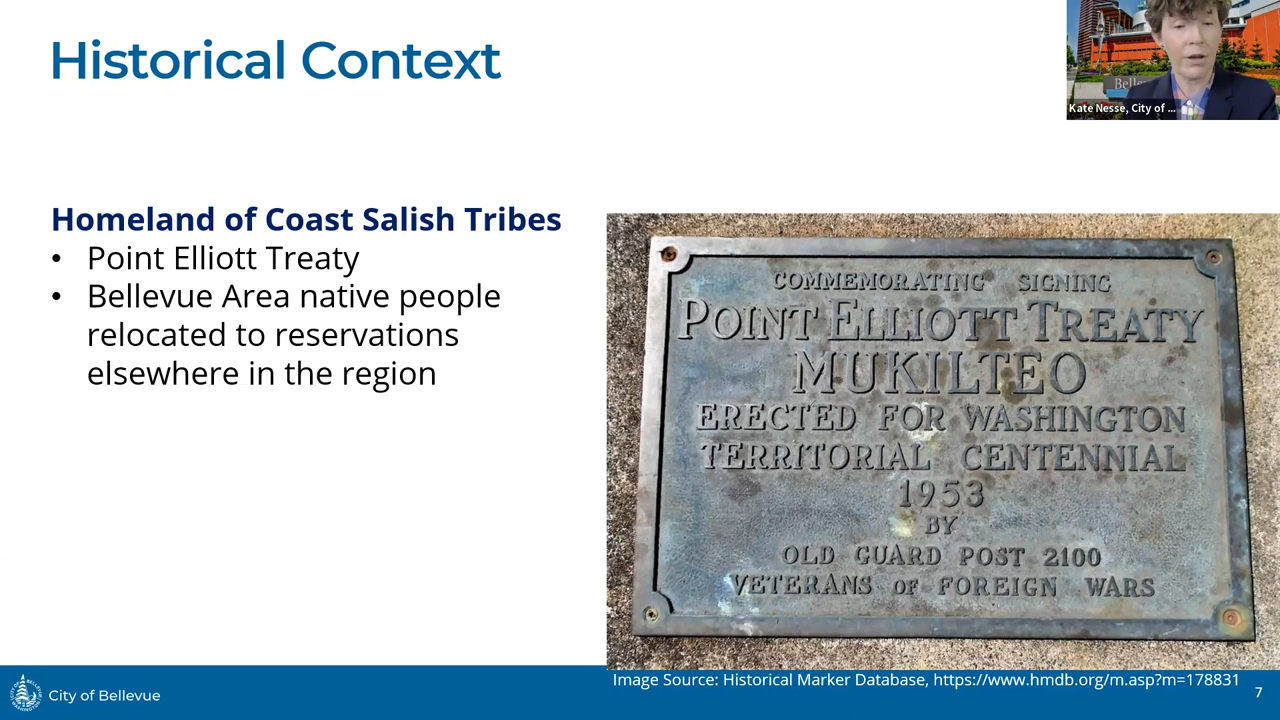 Historical Context
Belle
Kate Nesse, City of ...
Homeland of Coast Salish Tribes
• Point Elliott Treaty
• Bellevue Area native people
relocated to reservations
elsewhere in the region
COMMEMORATING SIGNING
POINT ELLIOTT TREATY
MUKILTEO
ERECTED FOR WASHINGTON
TERRITORIAL CENTENNIAL
1953
BY
OLD GUARD POST 2100
VETERANS OF FOREIGN WARS
Image Source: Historical Marker Database, https://www.hmdb.org/m.asp?m=178831
City of Bellevue
7